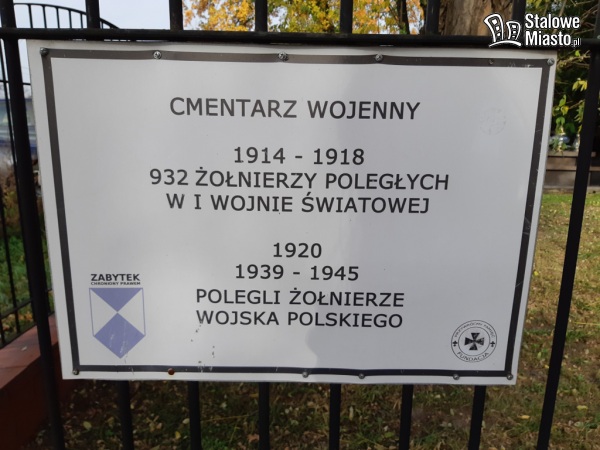 Stalowe
Miasto.pl
CMENTARZ WOJENNY
1914 - 1918
932 ŻOŁNIERZY POLEGŁYCH
W I WOJNIE ŚWIATOWEJ
1920
1939 - 1945
POLEGLI ŻOŁNIERZE
WOJSKA POLSKIEGO
ZABYTEK
CHRONIONY PRAWEM
FUNDACJA